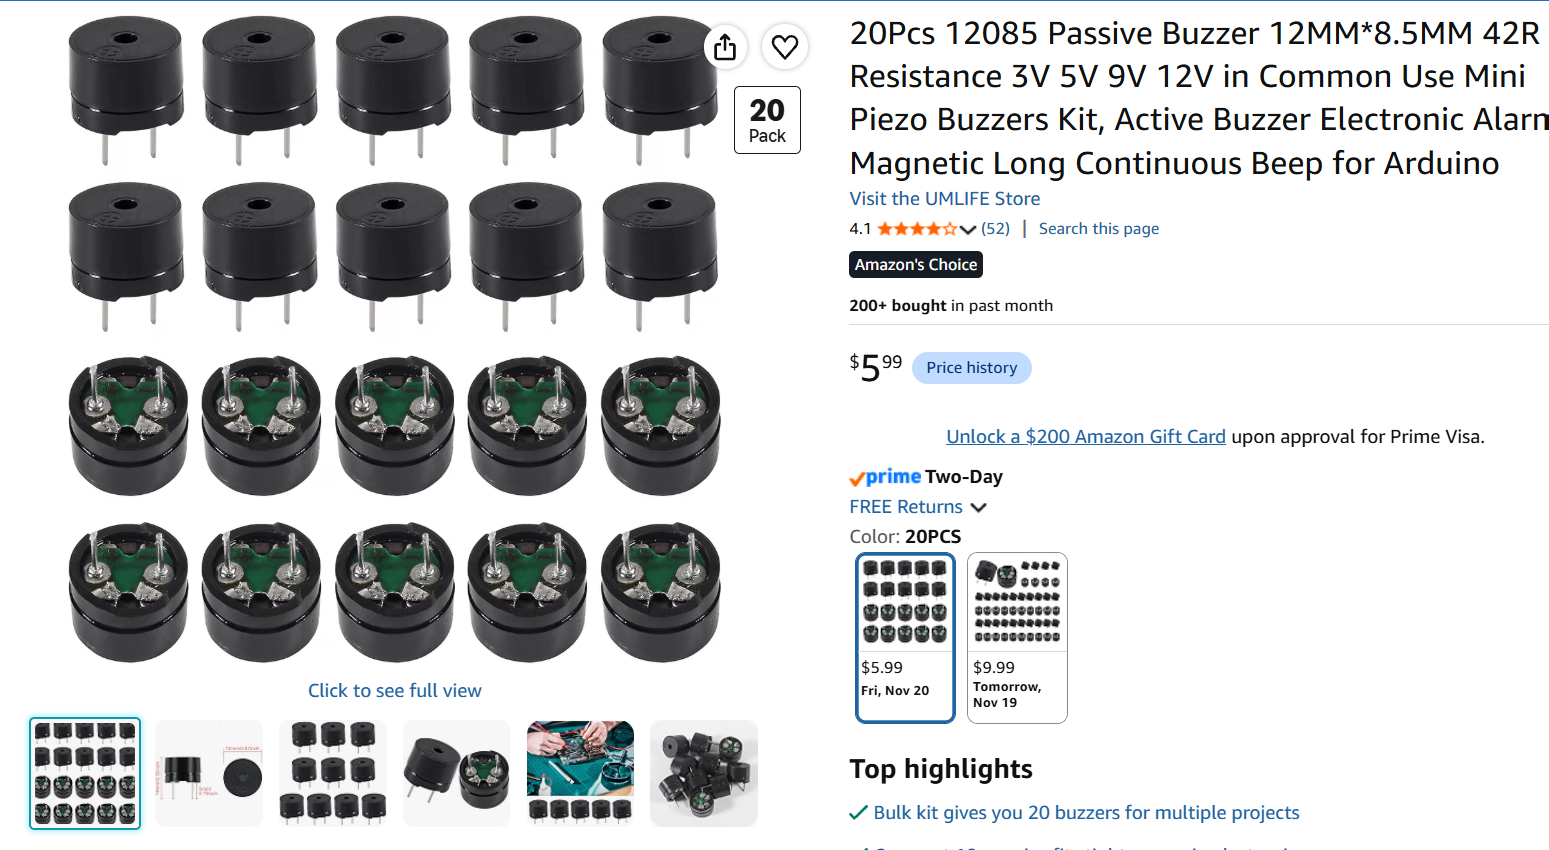 20Pcs 12085 Passive Buzzer 12MM*8.5MM 42R
Resistance 3V 5V 9V 12V in Common Use Mini
Piezo Buzzers Kit, Active Buzzer Electronic Alarm
Magnetic Long Continuous Beep for Arduino
Visit the UMLIFE Store
4.1 (52) | Search this page
Amazon's Choice
200+ bought in past month
$5.99 Price history
Unlock a $200 Amazon Gift Card upon approval for Prime Visa.
prime Two-Day
FREE Returns
Color: 20PCS
$5.99
Fri, Nov 20
$9.99
Tomorrow,
Nov 19
Top highlights
Bulk kit gives you 20 buzzers for multiple projects
20
Pack
Click to see full view